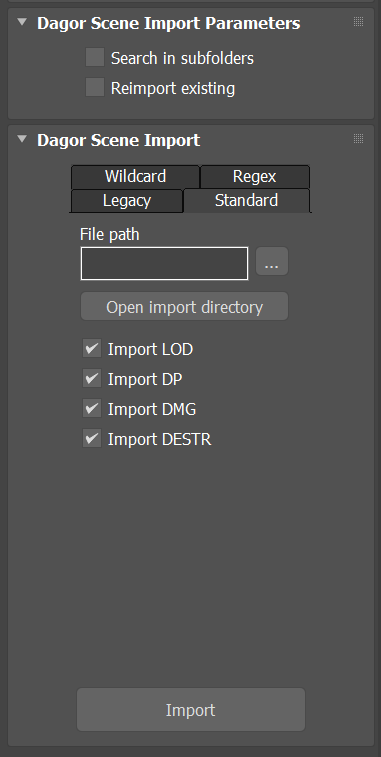 Dagor Scene Import Parameters
Search in subfolders
Reimport existing
Dagor Scene Import
Wildcard Regex
Legacy Standard
File path
...
Open import directory
Import LOD
Import DP
Import DMG
Import DESTR
Import